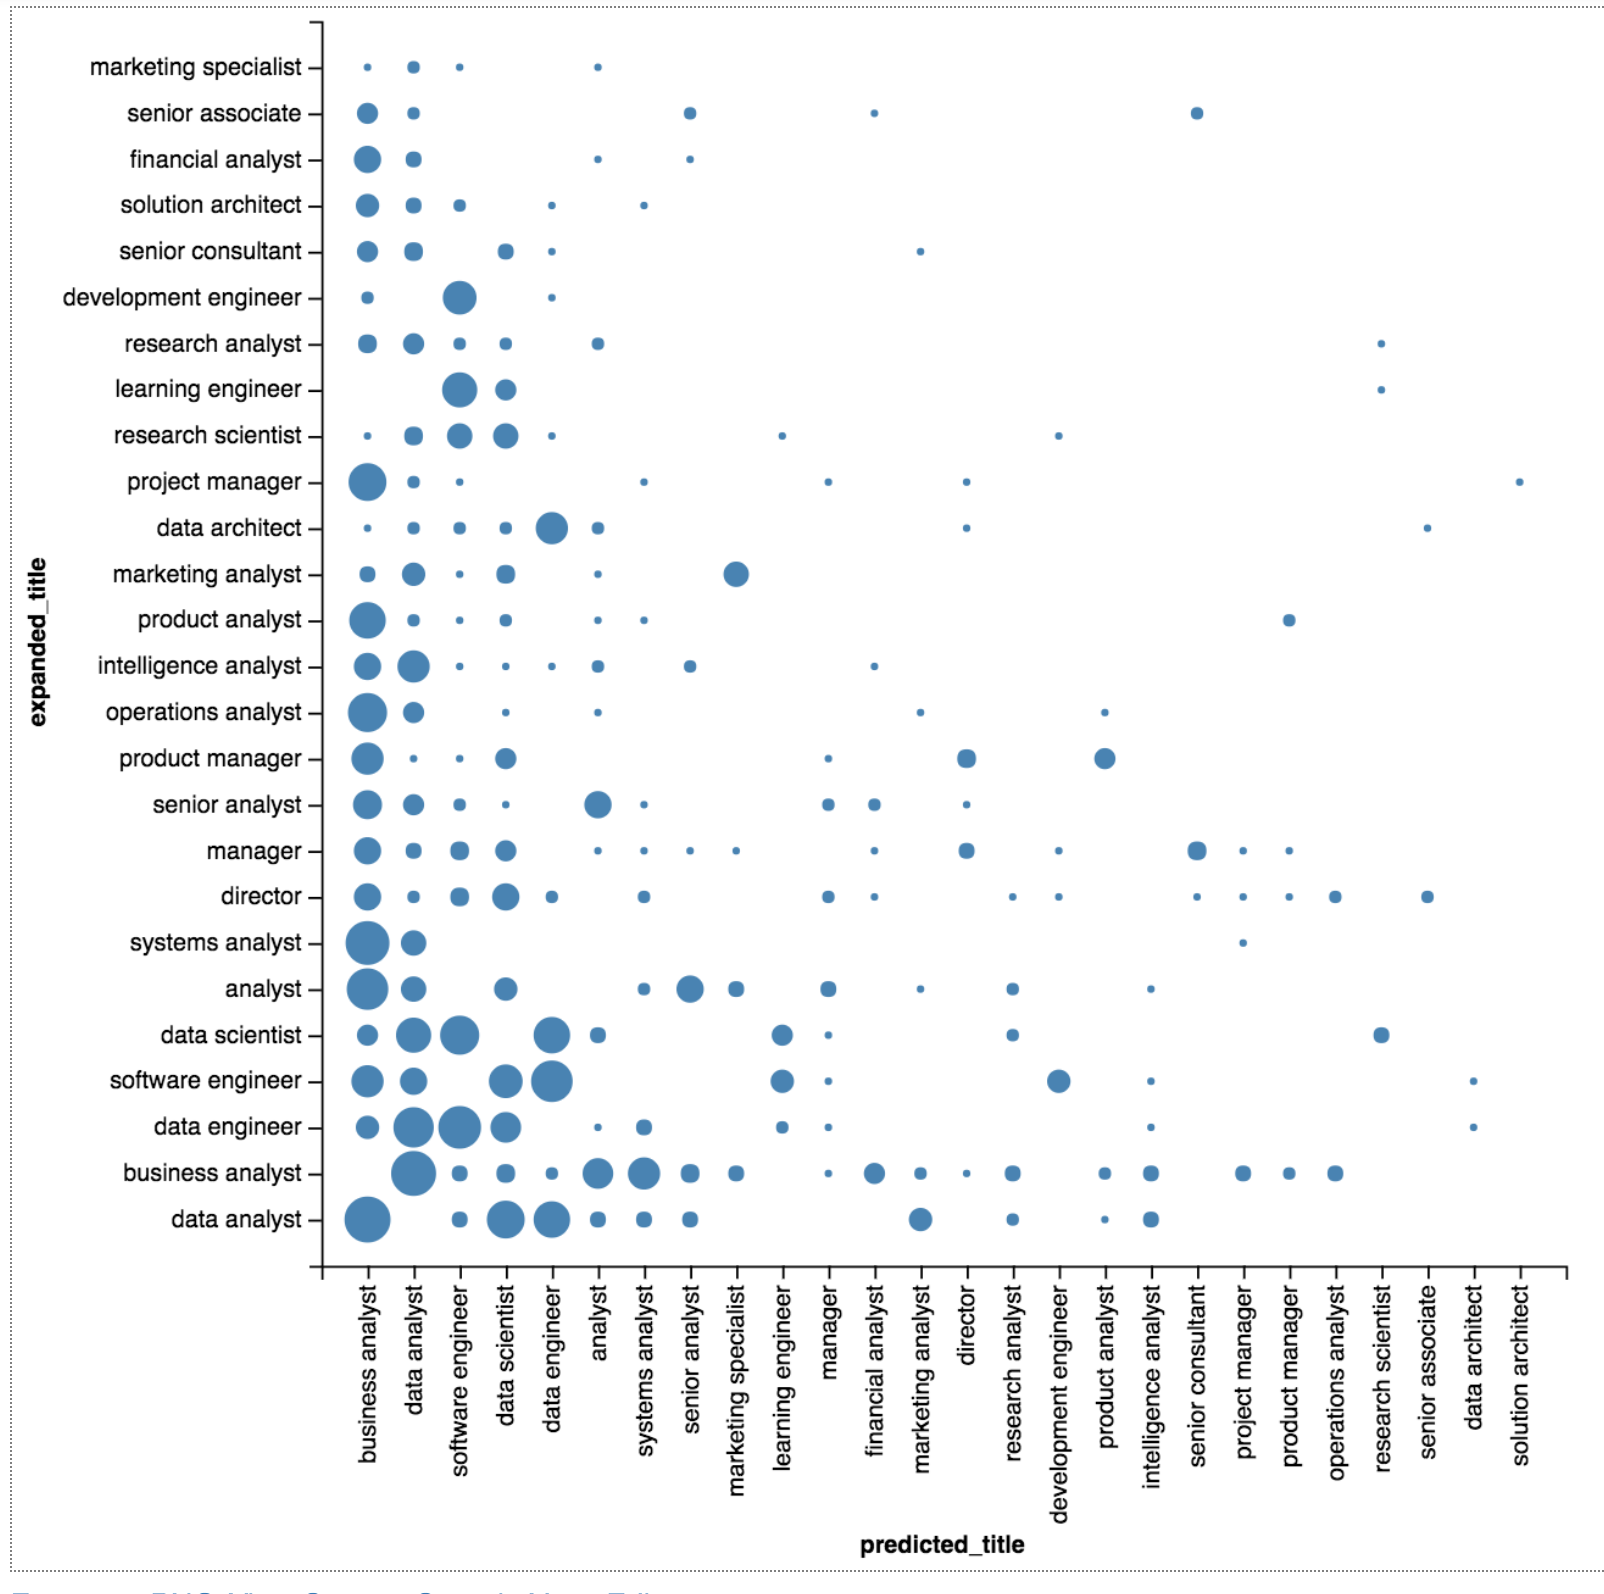 marketing specialist
senior associate
financial analyst
solution architect
senior consultant
development engineer
research analyst
learning engineer
research scientist
project manager
data architect
marketing analyst
product analyst
intelligence analyst
operations analyst
product manager
senior analyst
manager
director
systems analyst
analyst
data scientist
software engineer
data engineer
business analyst
data analyst
expanded_title
business analyst
data analyst
software engineer
data scientist
data engineer
analyst
systems analyst
senior analyst
marketing specialist
learning engineer
manager
financial analyst
marketing analyst
director
research analyst
development engineer
product analyst
intelligence analyst
senior consultant
project manager
product manager
operations analyst
research scientist
senior associate
data architect
solution architect
predicted_title